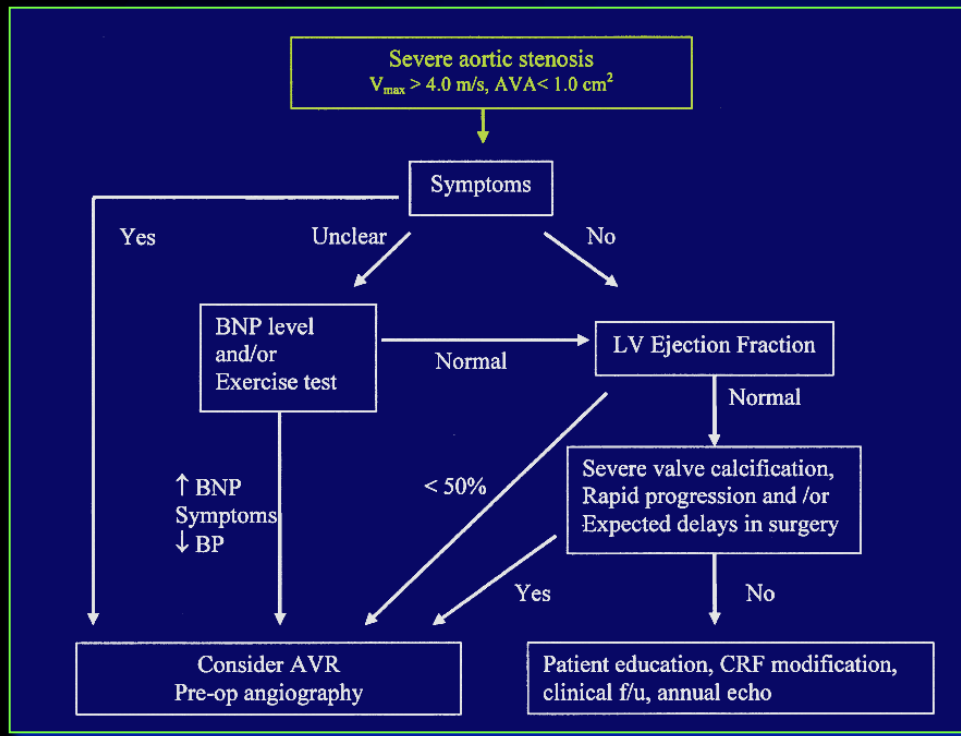 Severe aortic stenosis
Vmax > 4.0 m/s, AVA< 1.0 cm²
Symptoms
Yes
Unclear
No
BNP level
and/or
Exercise test
Normal
LV Ejection Fraction
Normal
↑ BNP
Symptoms
↓ BP
< 50%
Severe valve calcification,
Rapid progression and /or
Expected delays in surgery
Yes
No
Consider AVR
Pre-op angiography
Patient education, CRF modification,
clinical f/u, annual echo